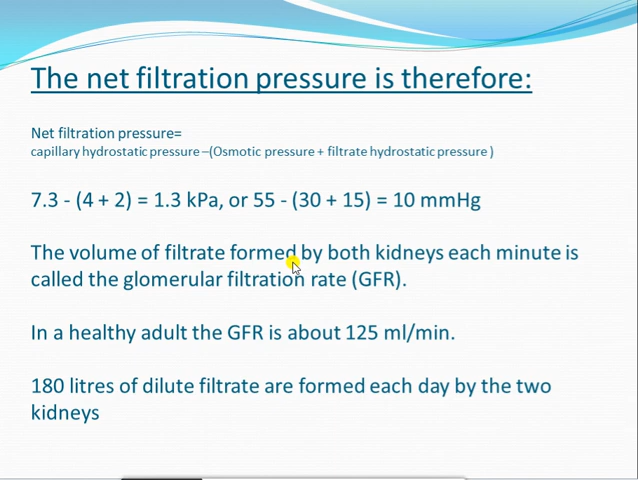 The net filtration pressure is therefore:
Net filtration pressure=
capillary hydrostatic pressure –(Osmotic pressure + filtrate hydrostatic pressure )
7.3 - (4 + 2) = 1.3 kPa, or 55 - (30 + 15) = 10 mmHg
The volume of filtrate formed by both kidneys each minute is
called the glomerular filtration rate (GFR).
In a healthy adult the GFR is about 125 ml/min.
180 litres of dilute filtrate are formed each day by the two
kidneys